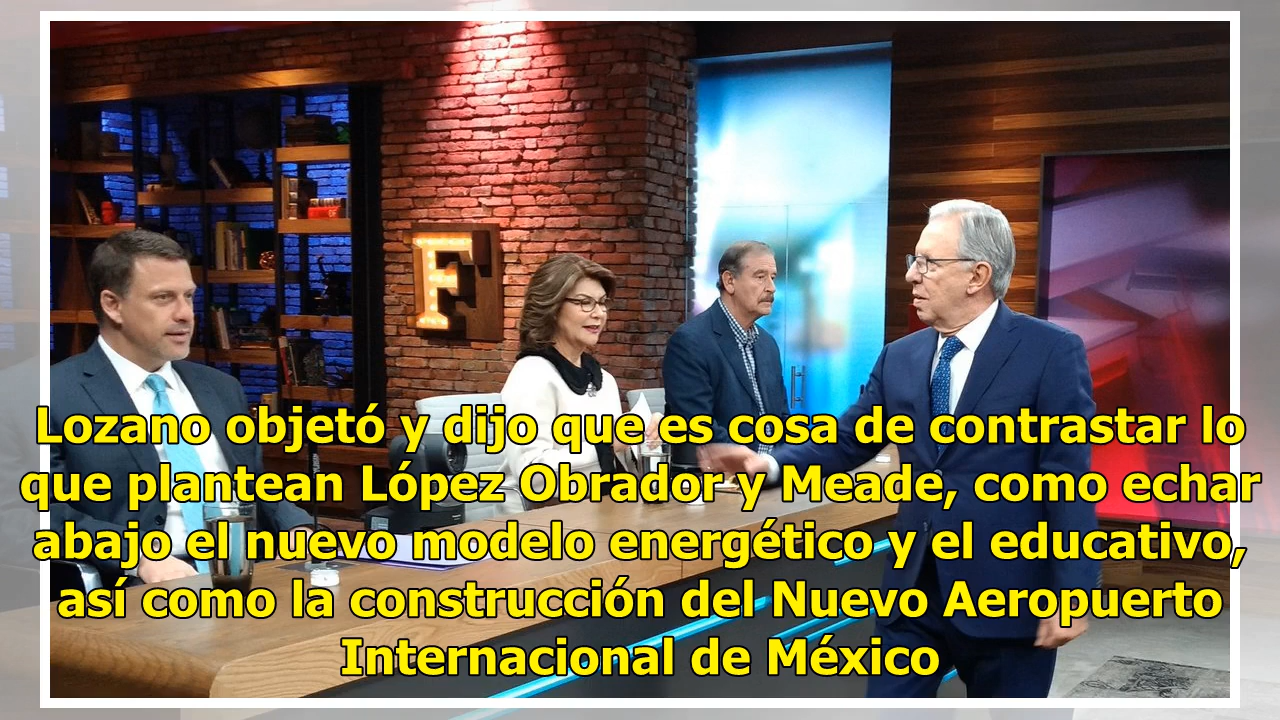 F
Lozano objetó y dijo que es cosa de contrastar lo
que plantean López Obrador y Meade, como echar
abajo el nuevo modelo energético y el educativo,
así como la construcción del Nuevo Aeropuerto
Internacional de México